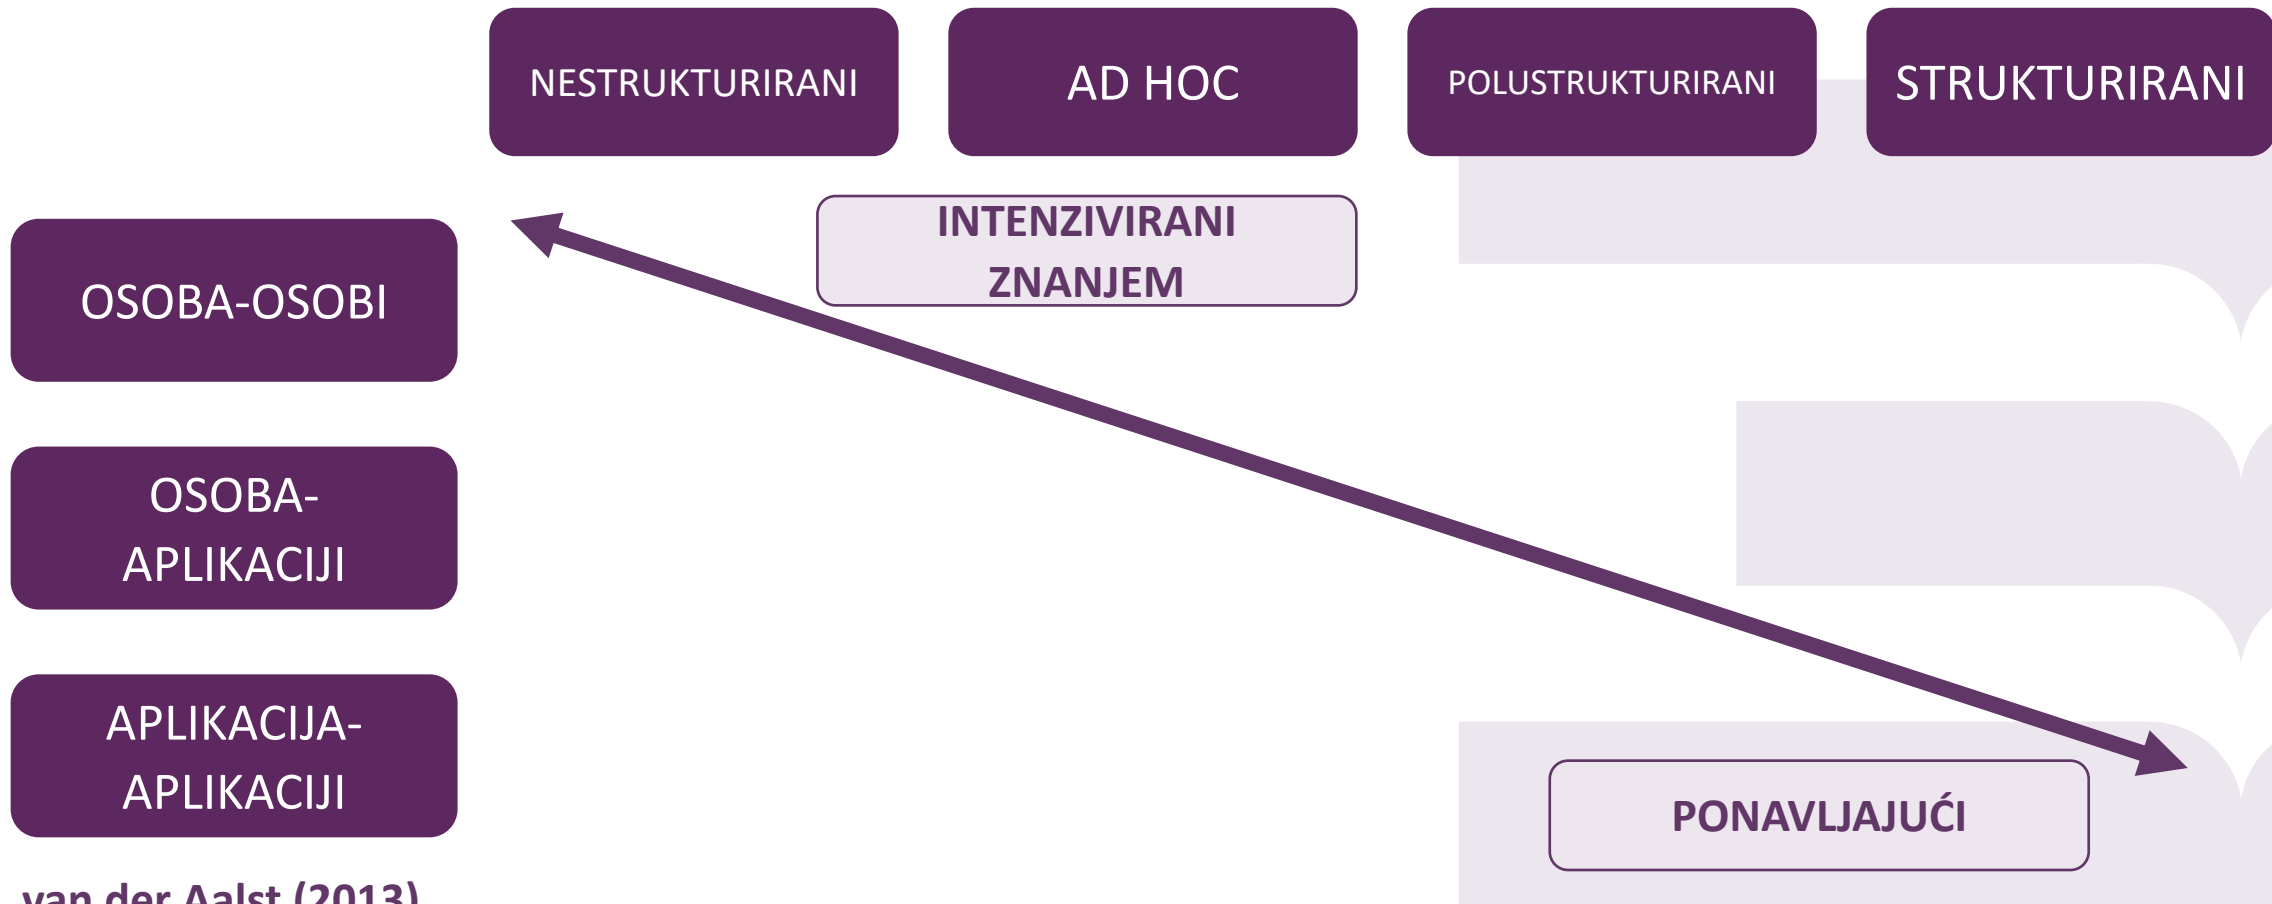 NESTRUKTURIRANI
AD HOC
POLUSTRUKTURIRANI
STRUKTURIRANI
INTENZIVIRANI
ZNANJEM
OSOBA-OSOBI
OSOBA-
APLIKACIJI
APLIKACIJA-
APLIKACIJI
PONAVLJAJUĆI
van der Aalst (2013)